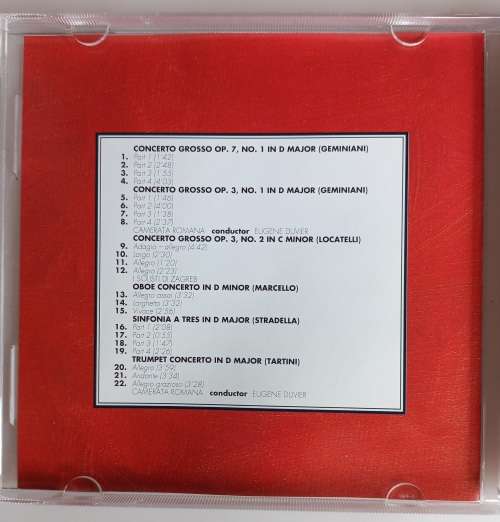 CONCERTO GROSSO OP. 7, NO. 1 IN D MAJOR (GEMINIANI)
1. Part 1 (1'42)
2. Part 2 (2'48)
3. Part 3 (1'55)
4. Part 4 (4'03)
CONCERTO GROSSO OP. 3, NO. 1 IN D MAJOR (GEMINIANI)
5. Part 1 (1'46)
6. Part 2 (4'00)
7. Part 3 (1'38)
8. Part 4 (2'37)
CAMERATA ROMANA conductor EUGENE DUVIER
CONCERTO GROSSO OP. 3, NO. 2 IN C MINOR (LOCATELLI)
9. Adagio – allegro (4'42)
10. Largo (2'30)
11. Allegro (1'20)
12. Allegro (2'23)
I SOLISTI DI ZAGREB
OBOE CONCERTO IN D MINOR (MARCELLO)
13. Allegro assai (3'32)
14. Larghetto (3'32)
15. Vivace (2'56)
SINFONIA A TRES IN D MAJOR (STRADELLA)
16. Part 1 (2'08)
17. Part 2 (0'53)
18. Part 3 (1'47)
19. Part 4 (2'26)
TRUMPET CONCERTO IN D MAJOR (TARTINI)
20. Allegro (3'59)
21. Andante (3'34)
22. Allegro grazioso (3'28)
CAMERATA ROMANA conductor EUGENE DUVIER